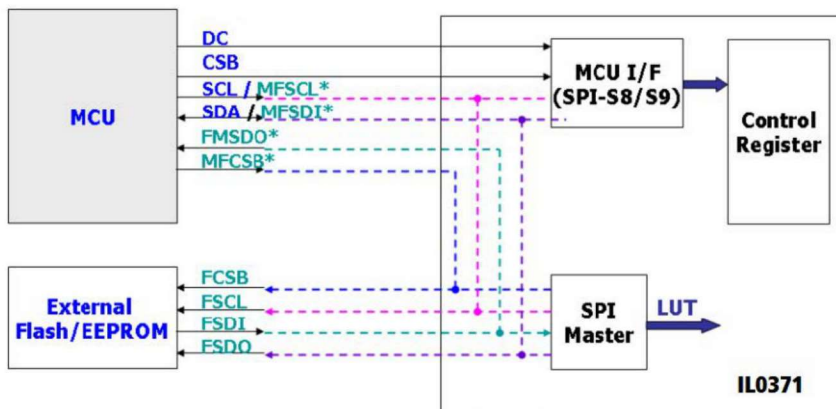 DC
CSB
SCL / MFSCL*
SDA / MFSDI*
FMSDO*
MFCSB*
MCU
MCU I/F
(SPI-S8/S9)
Control
Register
External
Flash/EEPROM
FCSB
FSCL
FSDI
FSDO
SPI
Master
LUT
IL0371